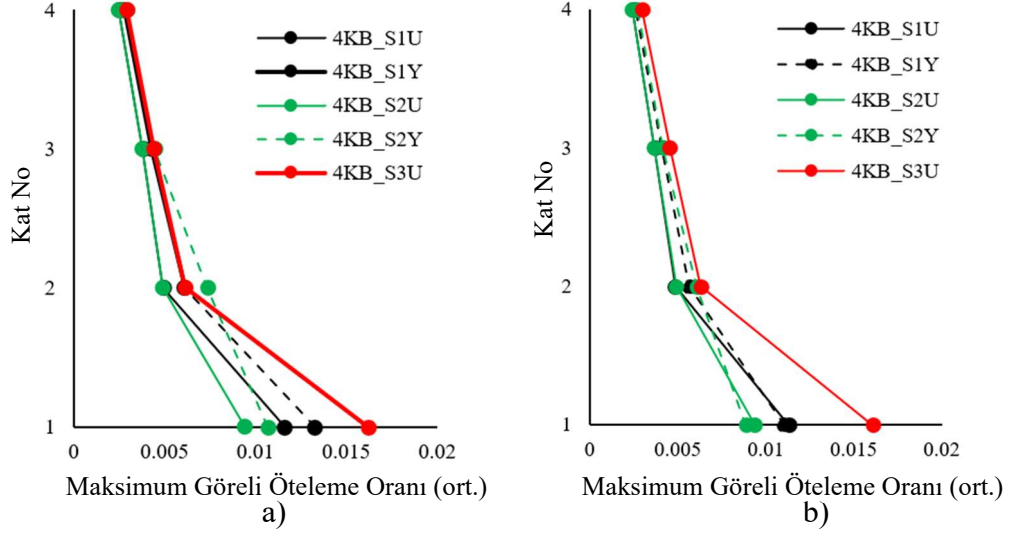 4
3
2
1
Kat No
0
0.005
0.01
0.015
0.02
4KB_S1U
4KB_S1Y
4KB_S2U
4KB_S2Y
4KB_S3U
Maksimum Göreli Öteleme Oranı (ort.)
a)
4
3
2
1
Kat No
0
0.005
0.01
0.015
0.02
4KB_S1U
4KB_S1Y
4KB_S2U
4KB_S2Y
4KB_S3U
Maksimum Göreli Öteleme Oranı (ort.)
b)